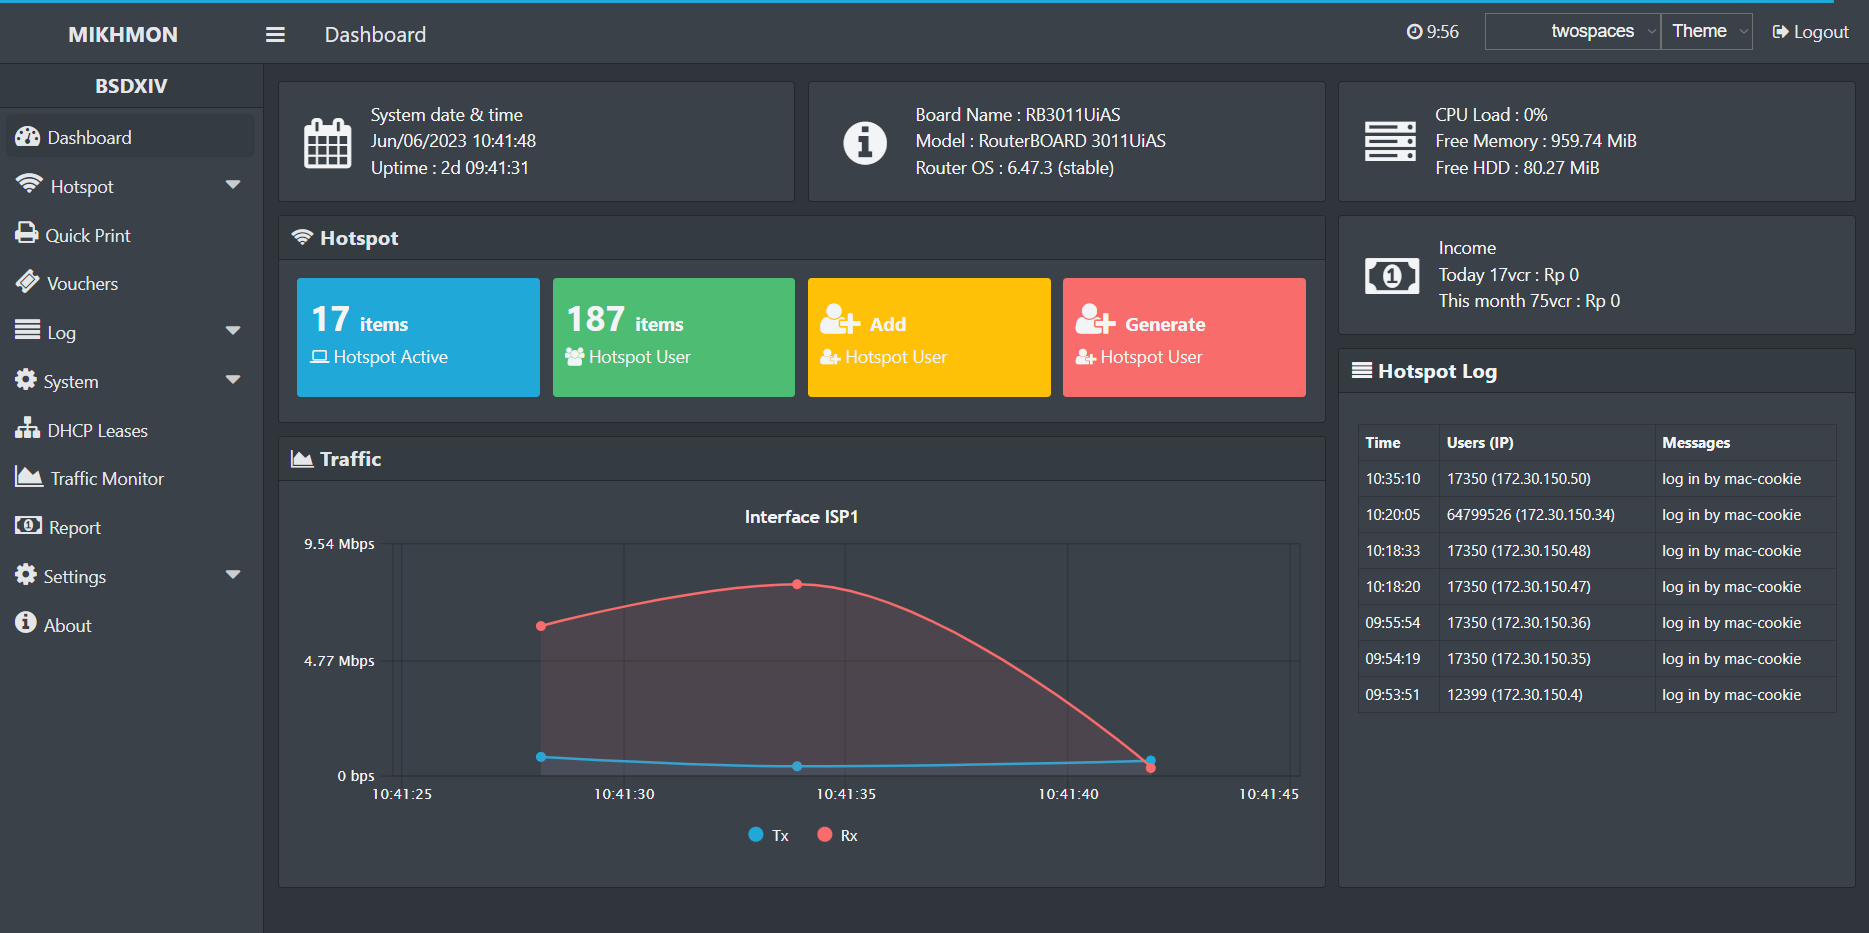 MIKHMON
Dashboard
9:56
twospaces
Theme
Logout
BSDXIV
Dashboard
Hotspot
Quick Print
Vouchers
Log
System
DHCP Leases
Traffic Monitor
Report
Settings
About
System date & time
Jun/06/2023 10:41:48
Uptime : 2d 09:41:31
Board Name : RB3011UiAS
Model : RouterBOARD 3011UiAS
Router OS : 6.47.3 (stable)
CPU Load : 0%
Free Memory : 959.74 MiB
Free HDD : 80.27 MiB
Hotspot
17 items
Hotspot Active
187 items
Hotspot User
Add
Hotspot User
Generate
Hotspot User
Income
Today 17vcr : Rp 0
This month 75vcr : Rp 0
Traffic
Interface ISP1
9.54 Mbps
4.77 Mbps
0 bps
10:41:25 10:41:30 10:41:35 10:41:40 10:41:45
Tx Rx
Hotspot Log
Time Users (IP) Messages
10:35:10 17350 (172.30.150.50) log in by mac-cookie
10:20:05 64799526 (172.30.150.34) log in by mac-cookie
10:18:33 17350 (172.30.150.48) log in by mac-cookie
10:18:20 17350 (172.30.150.47) log in by mac-cookie
09:55:54 17350 (172.30.150.36) log in by mac-cookie
09:54:19 17350 (172.30.150.35) log in by mac-cookie
09:53:51 12399 (172.30.150.4) log in by mac-cookie